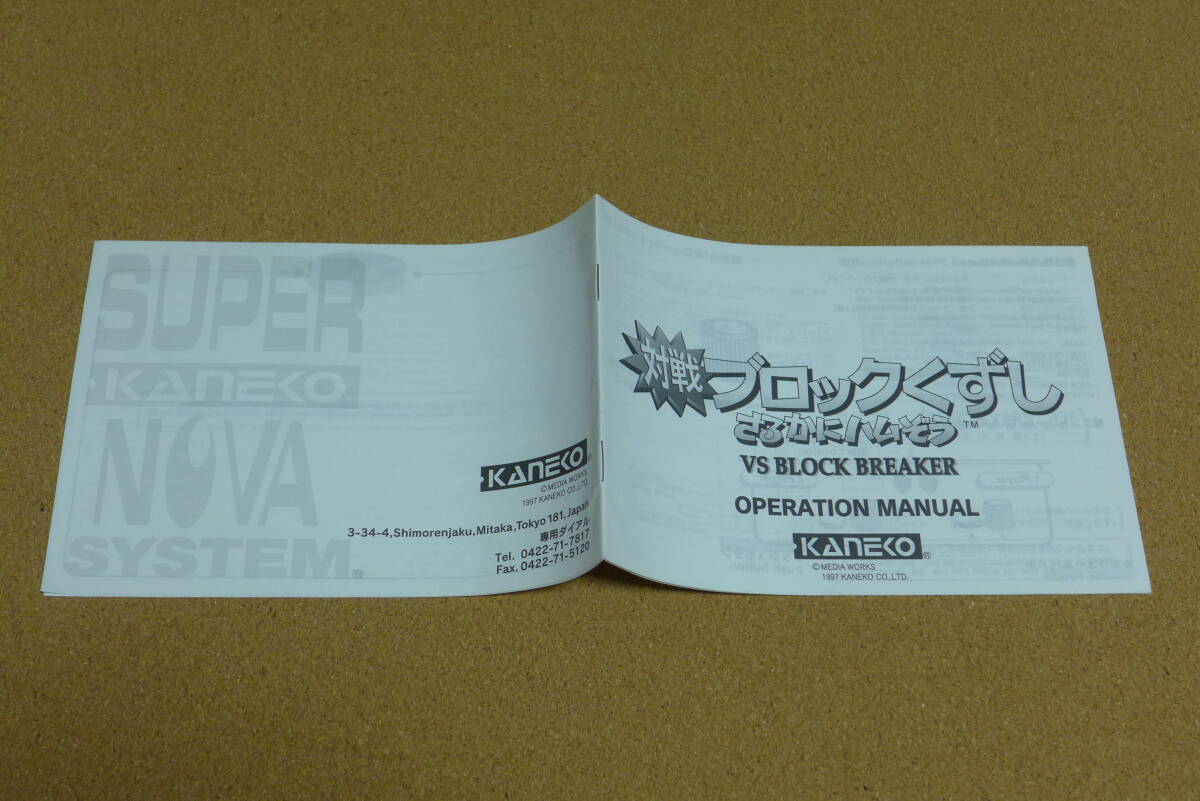 SUPER
KANEKO
NOVA
SYSTEM®
KANEKO®
©MEDIA WORKS
1997 KANEKO CO.,LTD.
3-34-4,Shimorenjaku,Mitaka,Tokyo 181,Japan
専用ダイアル
Tel. 0422-71-7817
Fax. 0422-71-5120
対戦 ブロックくずし
さるかにハムぞう ™
VS BLOCK BREAKER
OPERATION MANUAL
KANEKO®
©MEDIA WORKS
1997 KANEKO CO.,LTD.
push button